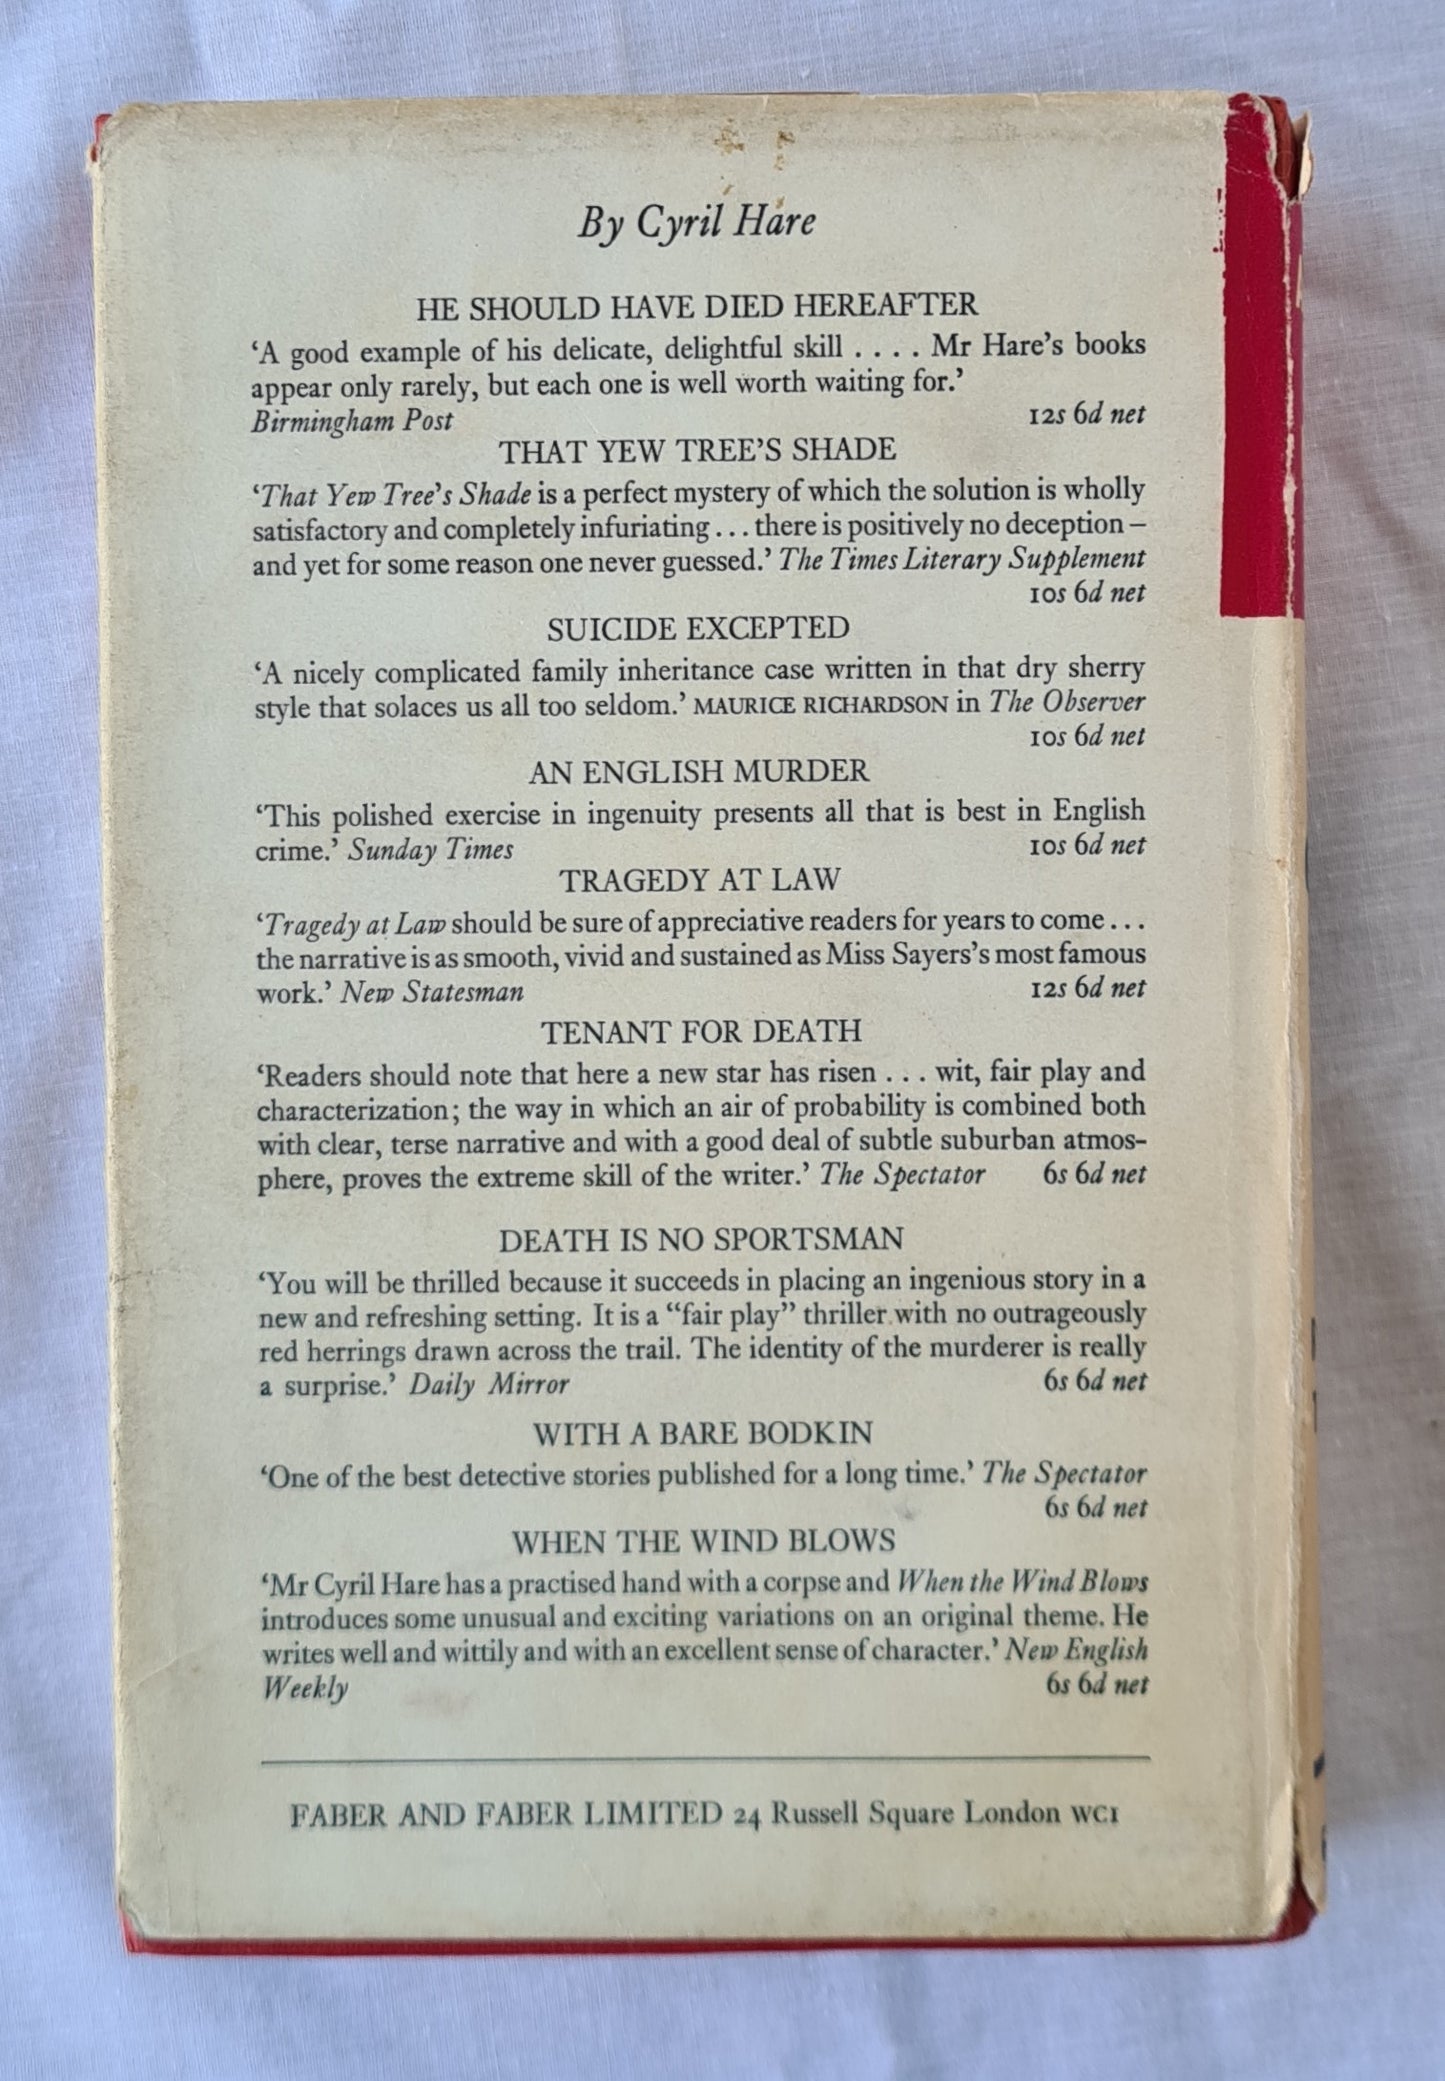 By Cyril Hare
HE SHOULD HAVE DIED HEREAFTER
‘A good example of his delicate, delightful skill . . . . Mr Hare’s books
appear only rarely, but each one is well worth waiting for.’
Birmingham Post 12s 6d net
THAT YEW TREE’S SHADE
‘That Yew Tree’s Shade is a perfect mystery of which the solution is wholly
satisfactory and completely infuriating . . . there is positively no deception –
and yet for some reason one never guessed.’ The Times Literary Supplement
10s 6d net
SUICIDE EXCEPTED
‘A nicely complicated family inheritance case written in that dry sherry
style that solaces us all too seldom.’ MAURICE RICHARDSON in The Observer
10s 6d net
AN ENGLISH MURDER
‘This polished exercise in ingenuity presents all that is best in English
crime.’ Sunday Times 10s 6d net
TRAGEDY AT LAW
‘Tragedy at Law should be sure of appreciative readers for years to come . . .
the narrative is as smooth, vivid and sustained as Miss Sayers’s most famous
work.’ New Statesman 12s 6d net
TENANT FOR DEATH
‘Readers should note that here a new star has risen . . . wit, fair play and
characterization; the way in which an air of probability is combined both
with clear, terse narrative and with a good deal of subtle suburban atmos-
phere, proves the extreme skill of the writer.’ The Spectator 6s 6d net
DEATH IS NO SPORTSMAN
‘You will be thrilled because it succeeds in placing an ingenious story in a
new and refreshing setting. It is a “fair play” thriller with no outrageously
red herrings drawn across the trail. The identity of the murderer is really
a surprise.’ Daily Mirror 6s 6d net
WITH A BARE BODKIN
‘One of the best detective stories published for a long time.’ The Spectator
6s 6d net
WHEN THE WIND BLOWS
‘Mr Cyril Hare has a practised hand with a corpse and When the Wind Blows
introduces some unusual and exciting variations on an original theme. He
writes well and wittily and with an excellent sense of character.’ New English
Weekly 6s 6d net
FABER AND FABER LIMITED 24 Russell Square London WC1